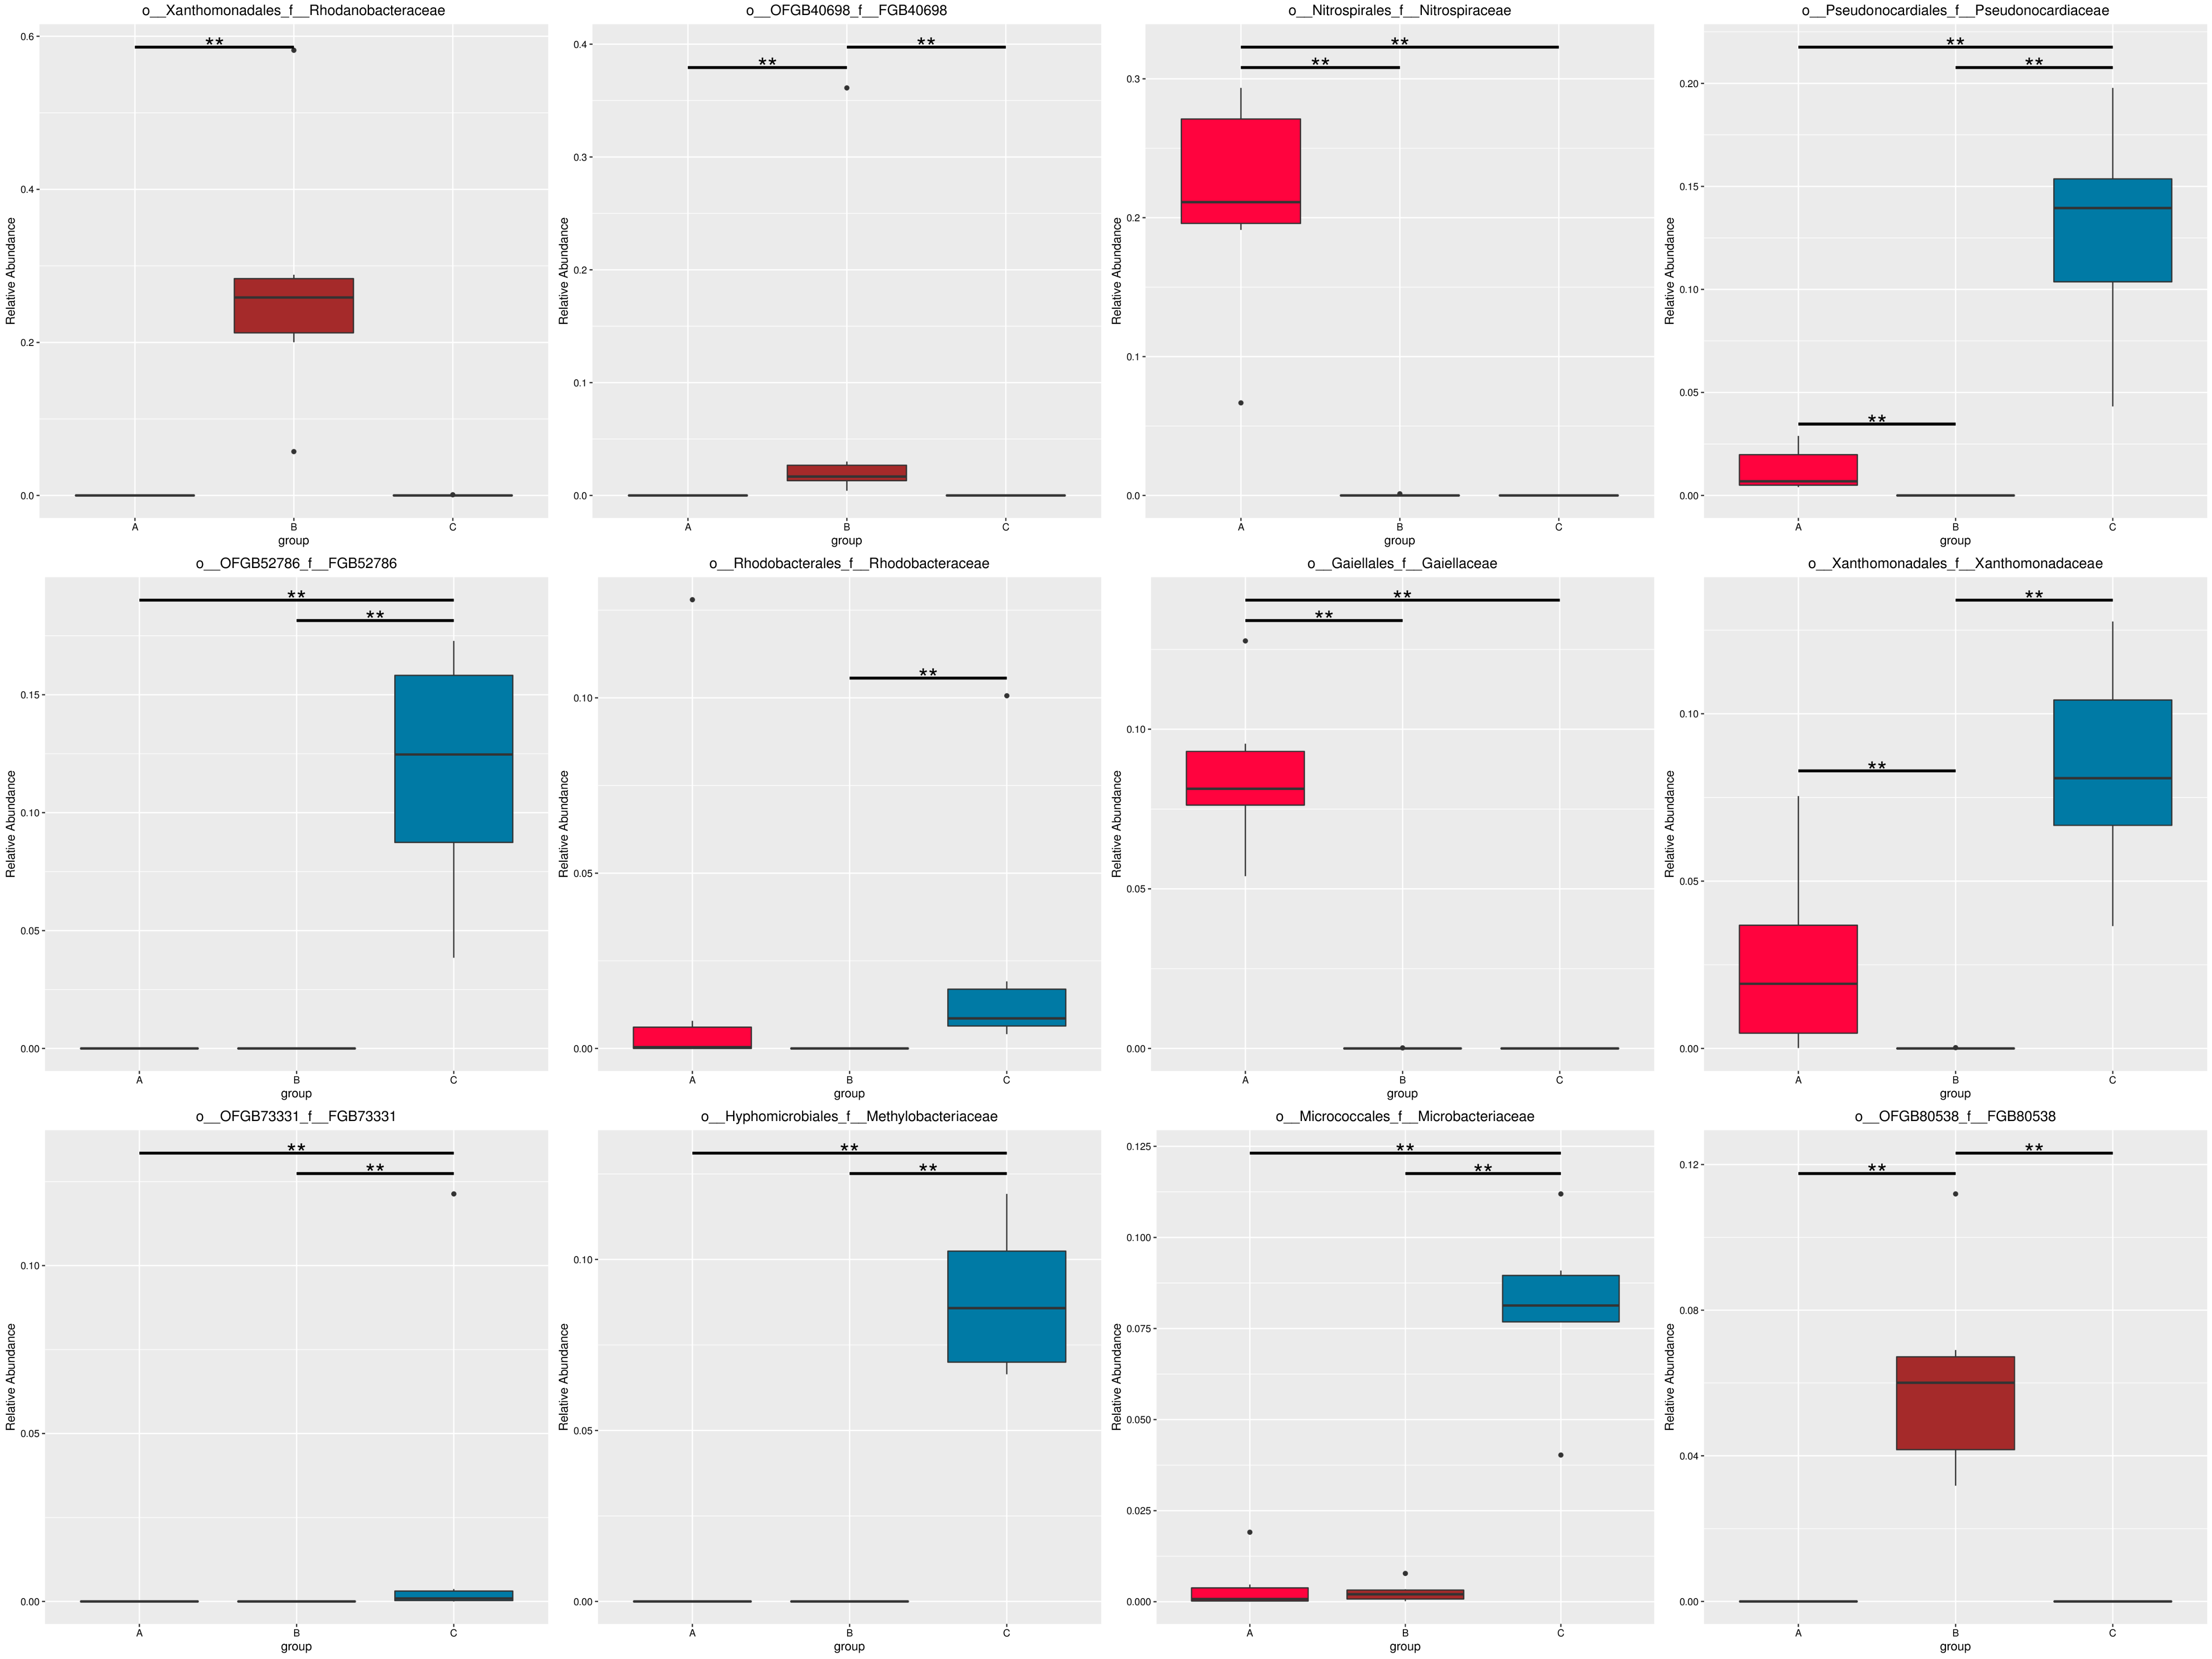 o__Xanthomonadales_f__Rhodanobacteraceae
**
0.6
0.4
0.2
0.0
Relative Abundance
A B C
group
o__OFGB40698_f__FGB40698
**
**
0.4
0.3
0.2
0.1
0.0
Relative Abundance
A B C
group
o__Nitrospirales_f__Nitrospiraceae
**
**
0.3
0.2
0.1
0.0
Relative Abundance
A B C
group
o__Pseudonocardiales_f__Pseudonocardiaceae
**
**
**
0.20
0.15
0.10
0.05
0.00
Relative Abundance
A B C
group
o__OFGB52786_f__FGB52786
**
**
0.15
0.10
0.05
0.00
Relative Abundance
A B C
group
o__Rhodobacterales_f__Rhodobacteraceae
**
0.10
0.05
0.00
Relative Abundance
A B C
group
o__Gaiellales_f__Gaiellaceae
**
**
0.10
0.05
0.00
Relative Abundance
A B C
group
o__Xanthomonadales_f__Xanthomonadaceae
**
**
0.10
0.05
0.00
Relative Abundance
A B C
group
o__OFGB73331_f__FGB73331
**
**
0.10
0.05
0.00
Relative Abundance
A B C
group
o__Hyphomicrobiales_f__Methylobacteriaceae
**
**
0.10
0.05
0.00
Relative Abundance
A B C
group
o__Micrococcales_f__Microbacteriaceae
**
**
0.125
0.100
0.075
0.050
0.025
0.000
Relative Abundance
A B C
group
o__OFGB80538_f__FGB80538
**
**
0.12
0.08
0.04
0.00
Relative Abundance
A B C
group